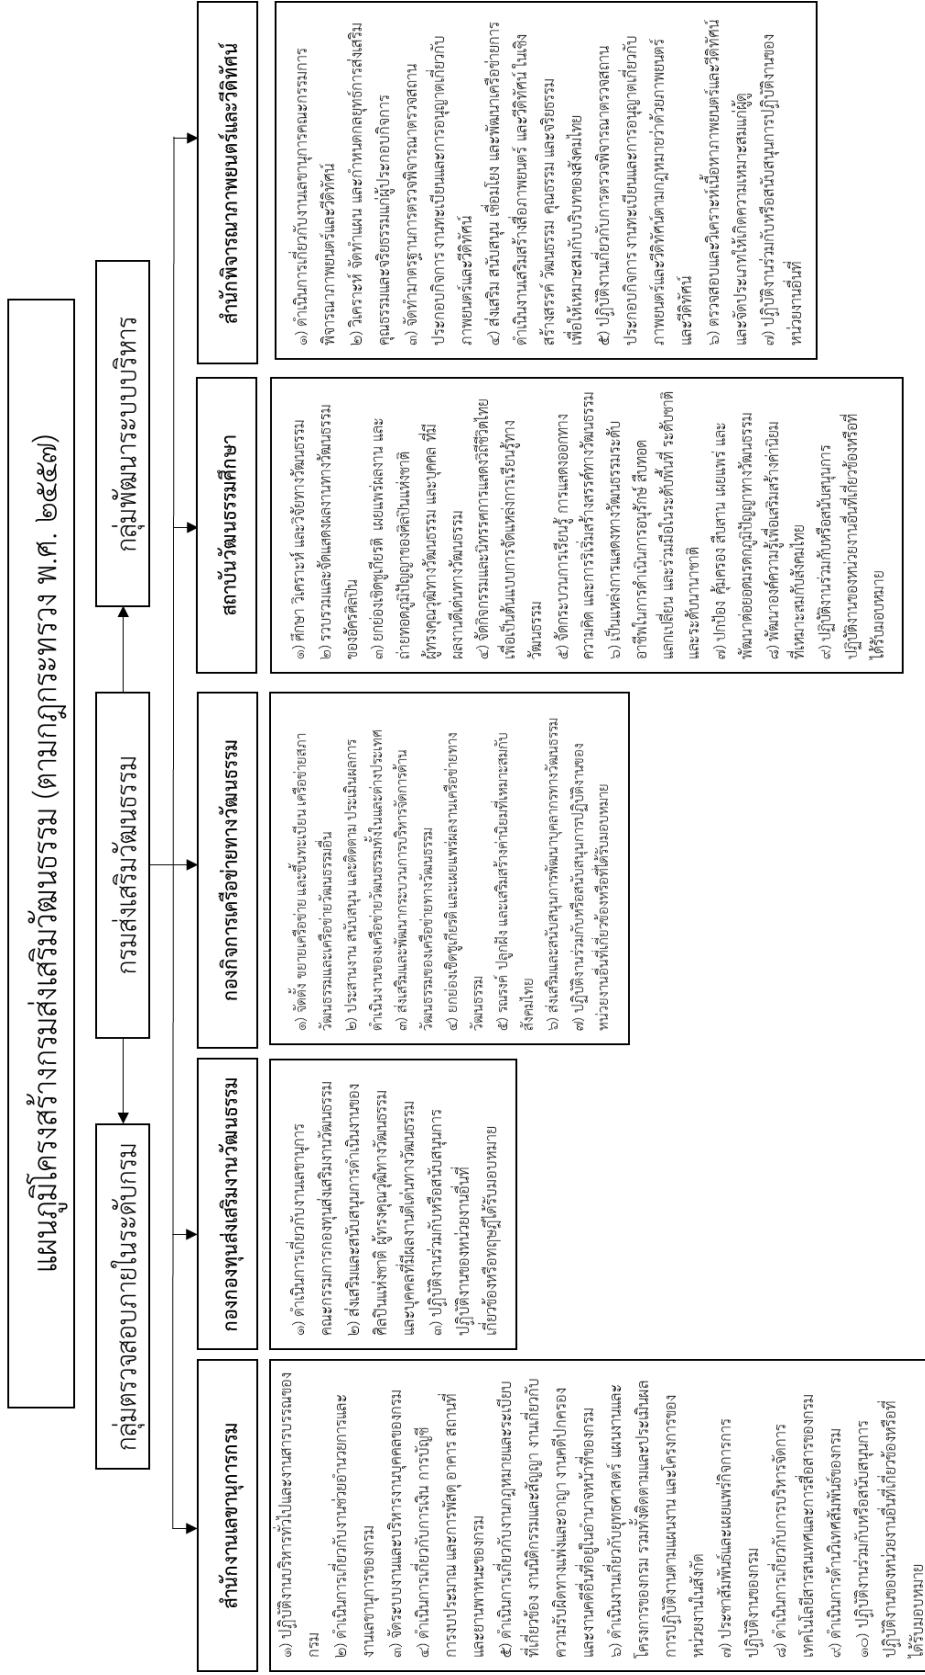 แผนภูมิโครงสร้างกรมส่งเสริมวัฒนธรรม (ตามกฎกระทรวง พ.ศ. ๒๕๕๗)
กลุ่มตรวจสอบภายในระดับกรม
กรมส่งเสริมวัฒนธรรม
กลุ่มพัฒนาระบบบริหาร
สำนักงานเลขานุการกรม
๑) ปฏิบัติงานบริหารทั่วไปและงานสารบรรณของ
กรม
๒) ดำเนินการเกี่ยวกับงานช่วยอำนวยการและ
งานเลขานุการของกรม
๓) จัดระบบงานและบริหารงานบุคคลของกรม
๔) ดำเนินการเกี่ยวกับการเงิน การบัญชี
การงบประมาณ และการพัสดุ อาคาร สถานที่
และยานพาหนะของกรม
๕) ดำเนินการเกี่ยวกับงานกฎหมายและระเบียบ
ที่เกี่ยวข้อง งานนิติกรรมและสัญญา งานเกี่ยวกับ
ความรับผิดทางแพ่งและอาญา งานคดีปกครอง
และงานคดีอื่นที่อยู่ในอำนาจหน้าที่ของกรม
๖) ดำเนินงานเกี่ยวกับยุทธศาสตร์ แผนงานและ
โครงการของกรม รวมทั้งติดตามและประเมินผล
การปฏิบัติงานตามแผนงาน และโครงการของ
หน่วยงานในสังกัด
๗) ประชาสัมพันธ์และเผยแพร่กิจการการ
ปฏิบัติงานของกรม
๘) ดำเนินการเกี่ยวกับการบริหารจัดการ
เทคโนโลยีสารสนเทศและการสื่อสารของกรม
๙) ดำเนินการด้านวิเทศสัมพันธ์ของกรม
๑๐) ปฏิบัติงานร่วมกับหรือสนับสนุนการ
ปฏิบัติงานของหน่วยงานอื่นที่เกี่ยวข้องหรือที่
ได้รับมอบหมาย
กองกองทุนส่งเสริมงานวัฒนธรรม
๑) ดำเนินการเกี่ยวกับงานเลขานุการ
คณะกรรมการกองทุนส่งเสริมงานวัฒนธรรม
๒) ส่งเสริมและสนับสนุนการดำเนินงานของ
ศิลปินแห่งชาติ ผู้ทรงคุณวุฒิทางวัฒนธรรม
และบุคคลที่มีผลงานดีเด่นทางวัฒนธรรม
๓) ปฏิบัติงานร่วมกับหรือสนับสนุนการ
ปฏิบัติงานของหน่วยงานอื่นที่
เกี่ยวข้องหรือทฤษฎีได้รับมอบหมาย
กองกิจการเครือข่ายทางวัฒนธรรม
๑) จัดตั้ง ขยายเครือข่าย และขึ้นทะเบียน เครือข่ายสภา
วัฒนธรรมและเครือข่ายวัฒนธรรมอื่น
๒) ประสานงาน สนับสนุน และติดตาม ประเมินผลการ
ดำเนินงานของเครือข่ายวัฒนธรรมทั้งในและต่างประเทศ
๓) ส่งเสริมและพัฒนากระบวนการบริหารจัดการด้าน
วัฒนธรรมของเครือข่ายทางวัฒนธรรม
๔) ยกย่องเชิดชูเกียรติ และเผยแพร่ผลงานเครือข่ายทาง
วัฒนธรรม
๕) รณรงค์ ปลูกฝัง และเสริมสร้างค่านิยมที่เหมาะสมกับ
สังคมไทย
๖) ส่งเสริมและสนับสนุนการพัฒนาบุคลากรทางวัฒนธรรม
๗) ปฏิบัติงานร่วมกับหรือสนับสนุนการปฏิบัติงานของ
หน่วยงานอื่นที่เกี่ยวข้องหรือที่ได้รับมอบหมาย
สถาบันวัฒนธรรมศึกษา
๑) ศึกษา วิเคราะห์ และวิจัยทางวัฒนธรรม
๒) รวบรวมและจัดแสดงผลงานทางวัฒนธรรม
ขององัครศิลปิน
๓) ยกย่องเชิดชูเกียรติ เผยแพร่ผลงาน และ
ถ่ายทอดภูมิปัญญาของศิลปินแห่งชาติ
ผู้ทรงคุณวุฒิทางวัฒนธรรม และบุคคล ที่มี
ผลงานดีเด่นทางวัฒนธรรม
๔) จัดกิจกรรมและนิทรรศการแสดงวิถีชีวิตไทย
เพื่อเป็นต้นแบบการจัดแหล่งการเรียนรู้ทาง
วัฒนธรรม
๕) จัดกระบวนการเรียนรู้ การแสดงออกทาง
ความคิด และการริเริ่มสร้างสรรค์ทางวัฒนธรรม
๖) เป็นแหล่งการแสดงทางวัฒนธรรมระดับ
อาชีพในการดำเนินการอนุรักษ์ สืบทอด
แลกเปลี่ยน และร่วมมือในระดับพื้นที่ ระดับชาติ
และระดับนานาชาติ
๗) ปกป้อง คุ้มครอง สืบสาน เผยแพร่ และ
พัฒนาต่อยอดมรดกภูมิปัญญาทางวัฒนธรรม
๘) พัฒนาองค์ความรู้เพื่อเสริมสร้างค่านิยม
ที่เหมาะสมกับสังคมไทย
๙) ปฏิบัติงานร่วมกับหรือสนับสนุนการ
ปฏิบัติงานของหน่วยงานอื่นที่เกี่ยวข้องหรือที่
ได้รับมอบหมาย
สำนักพิจารณาภาพยนตร์และวีดิทัศน์
๑) ดำเนินการเกี่ยวกับงานเลขานุการคณะกรรมการ
พิจารณาภาพยนตร์และวีดิทัศน์
๒) วิเคราะห์ จัดทำแผน และกำหนดกลยุทธ์การส่งเสริม
คุณธรรมและจริยธรรมแก่ผู้ประกอบกิจการ
๓) จัดทำมาตรฐานการตรวจพิจารณาตรวจสถาน
ประกอบกิจการ งานทะเบียนและการอนุญาตเกี่ยวกับ
ภาพยนตร์และวีดิทัศน์
๔) ส่งเสริม สนับสนุน เชื่อมโยง และพัฒนาเครือข่ายการ
ดำเนินงานเสริมสร้างสื่อภาพยนตร์ และวีดิทัศน์ ในเชิง
สร้างสรรค์ วัฒนธรรม คุณธรรม และจริยธรรม
เพื่อให้เหมาะสมกับบริบทของสังคมไทย
๕) ปฏิบัติงานเกี่ยวกับการตรวจพิจารณาตรวจสถาน
ประกอบกิจการ งานทะเบียนและการอนุญาตเกี่ยวกับ
ภาพยนตร์และวีดิทัศน์ตามกฎหมายว่าด้วยภาพยนตร์
และวีดิทัศน์
๖) ตรวจสอบและวิเคราะห์เนื้อหาภาพยนตร์และวีดิทัศน์
และจัดประเภทให้เกิดความเหมาะสมแก่ผู้ดู
๗) ปฏิบัติงานร่วมกับหรือสนับสนุนการปฏิบัติงานของ
หน่วยงานอื่นที่